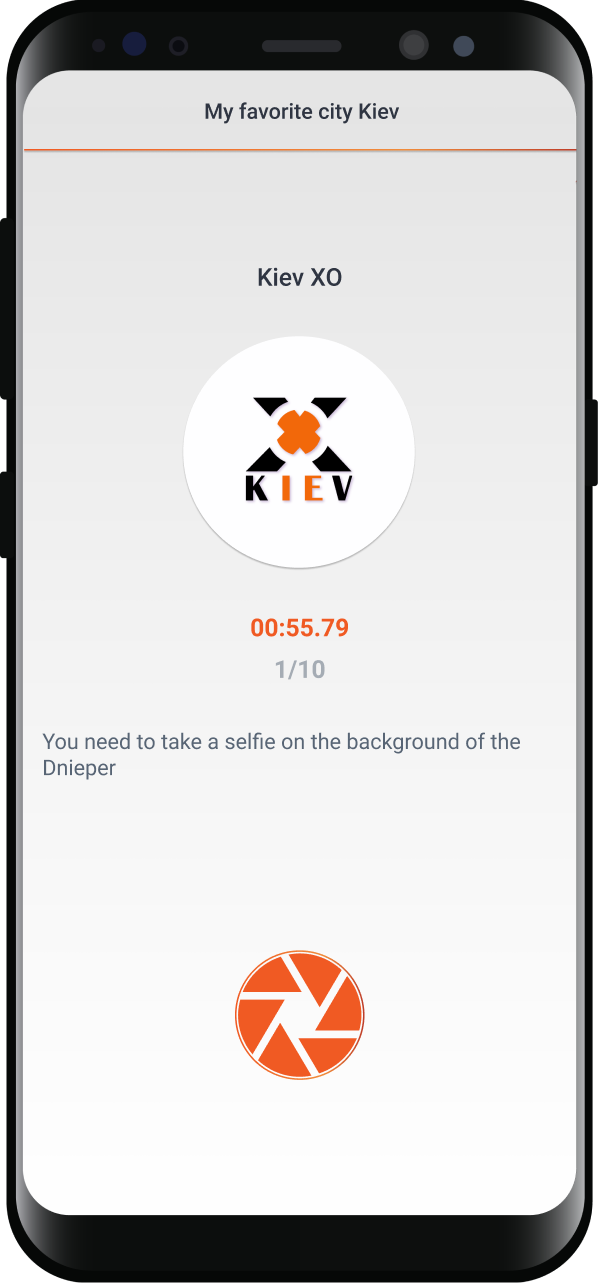 My favorite city Kiev
Kiev XO
KIEV
00:55.79
1/10
You need to take a selfie on the background of the
Dnieper